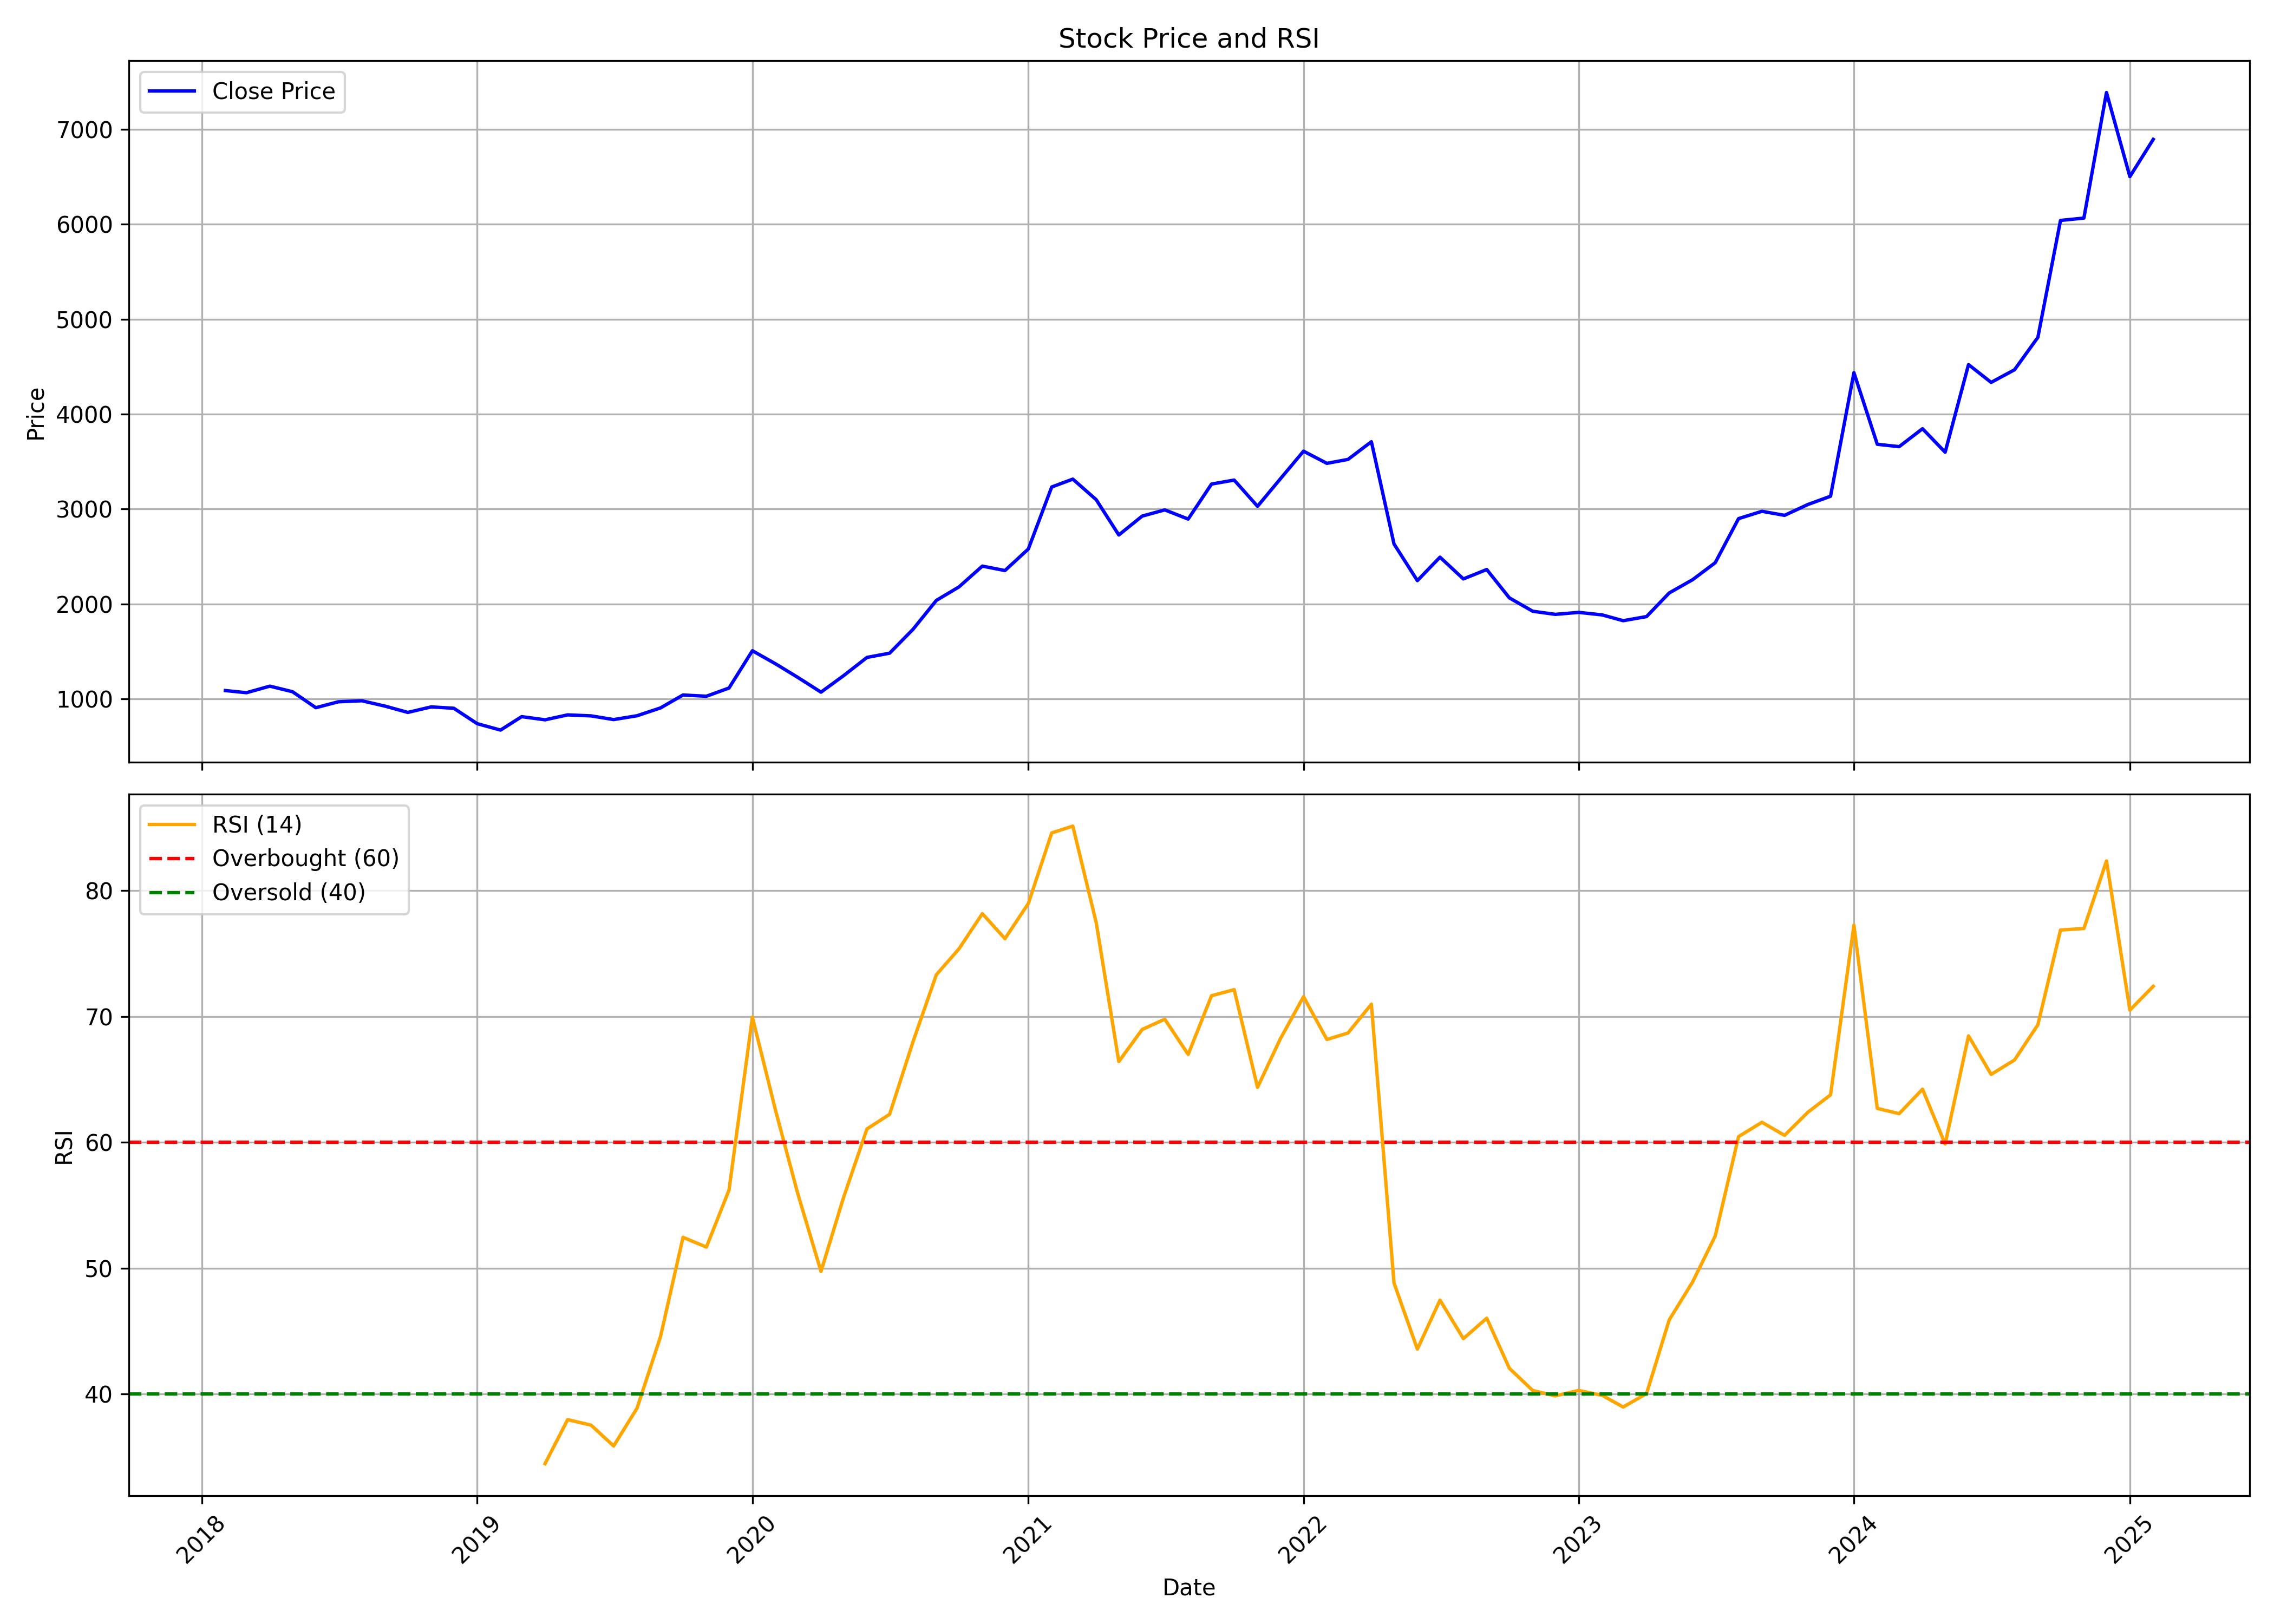 Stock Price and RSI
Close Price
7000
6000
5000
4000
3000
2000
1000
Price
RSI (14)
Overbought (60)
Oversold (40)
80
70
60
50
40
RSI
2018
2019
2020
2021
2022
2023
2024
2025
Date